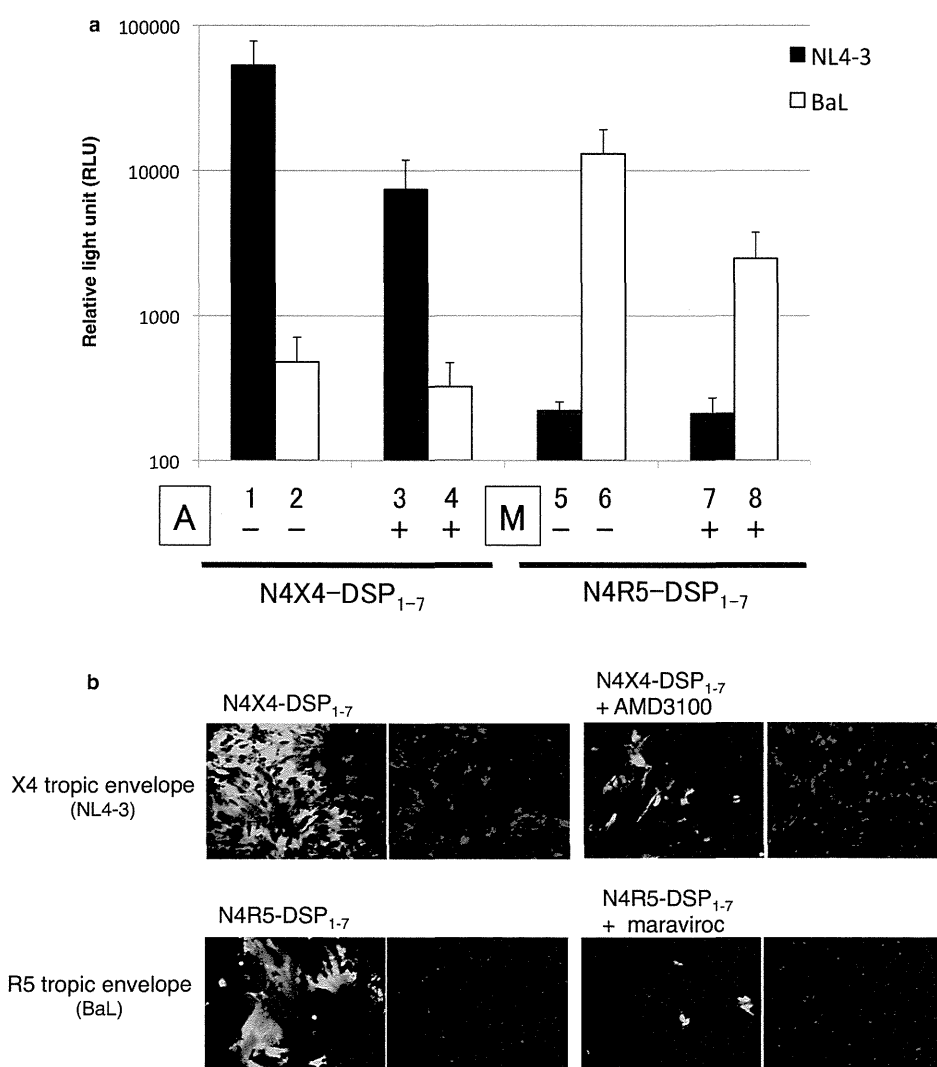 a
100000
10000
1000
100
Relative light unit (RLU)
NL4-3
BaL
A 1 2 3 4 M 5 6 7 8
− − + + − − + +
N4X4−DSP1−7
N4R5−DSP1−7
b
N4X4-DSP1-7
N4X4-DSP1-7
+ AMD3100
X4 tropic envelope
(NL4-3)
N4R5-DSP1-7
N4R5-DSP1-7
+ maraviroc
R5 tropic envelope
(BaL)